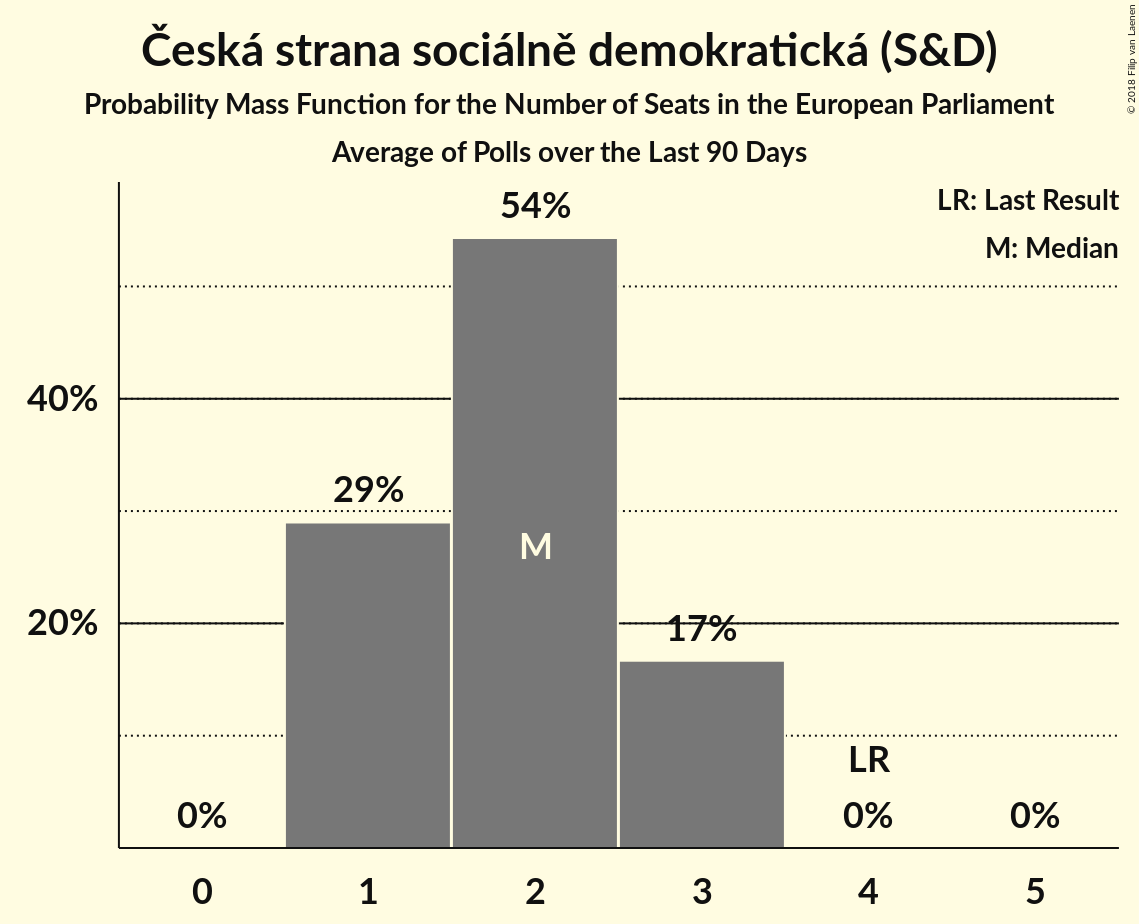 Česká strana sociálně demokratická (S&D)
Probability Mass Function for the Number of Seats in the European Parliament
Average of Polls over the Last 90 Days
© 2018 Filip van Laenen
LR: Last Result
M: Median
54%
40%
29%
M
20%
17%
LR
0%
0%
0%
0
1
2
3
4
5